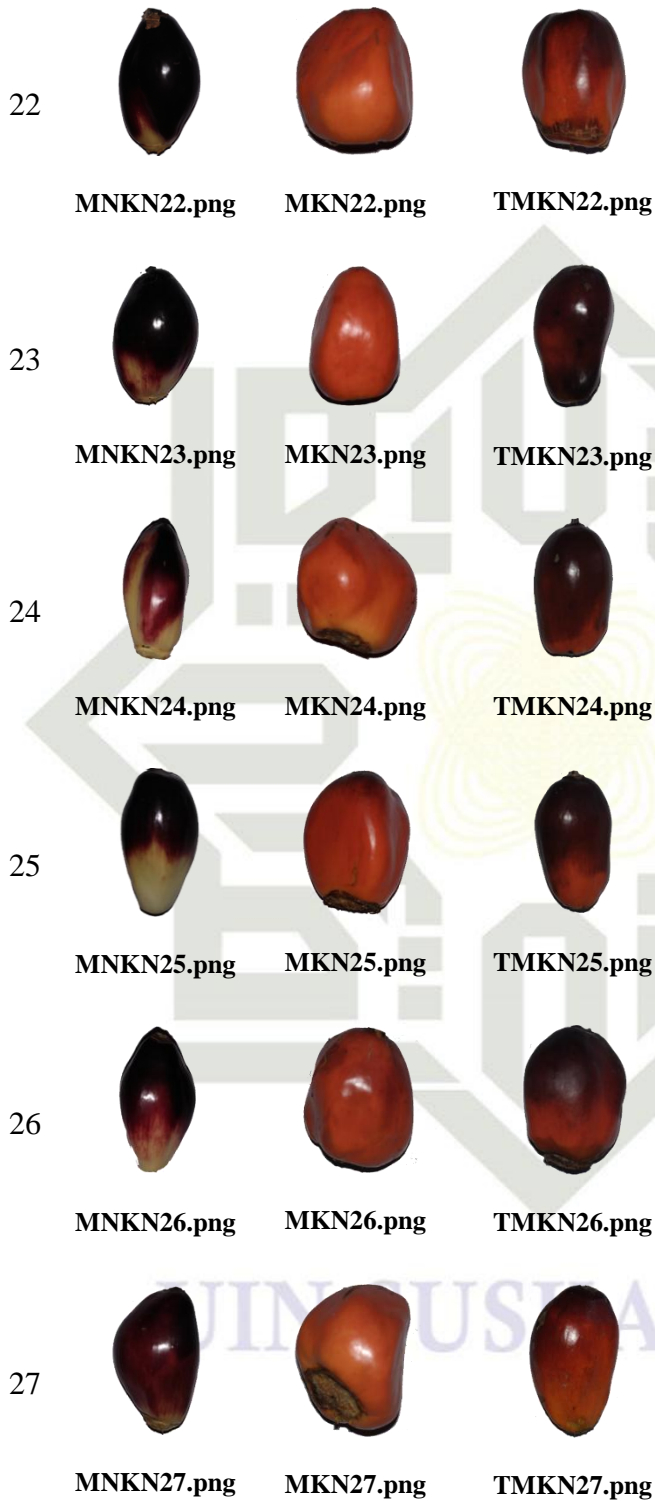 22
MNKN22.png MKN22.png TMKN22.png
23
MNKN23.png MKN23.png TMKN23.png
24
MNKN24.png MKN24.png TMKN24.png
25
MNKN25.png MKN25.png TMKN25.png
26
MNKN26.png MKN26.png TMKN26.png
UIN SUSKA
27
MNKN27.png MKN27.png TMKN27.png